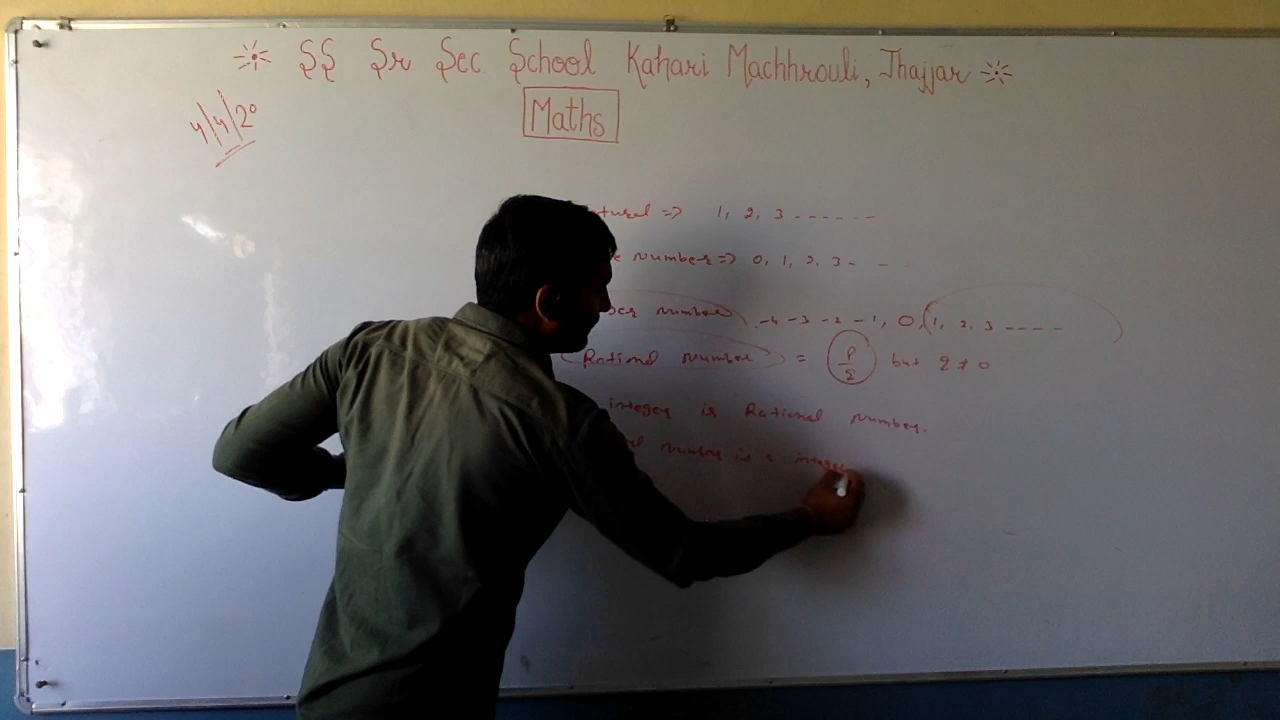 SS Sr Sec School Kahari Machhrouli, Jhajjar
4/4/20
Maths
tural => 1, 2, 3 ------
e number => 0, 1, 2, 3 - -
number -4 -3 -2 -1, 0, (1, 2, 3 ----)
(Rational number) = p/q but q ≠ 0
integer is Rational number.
number is a integer